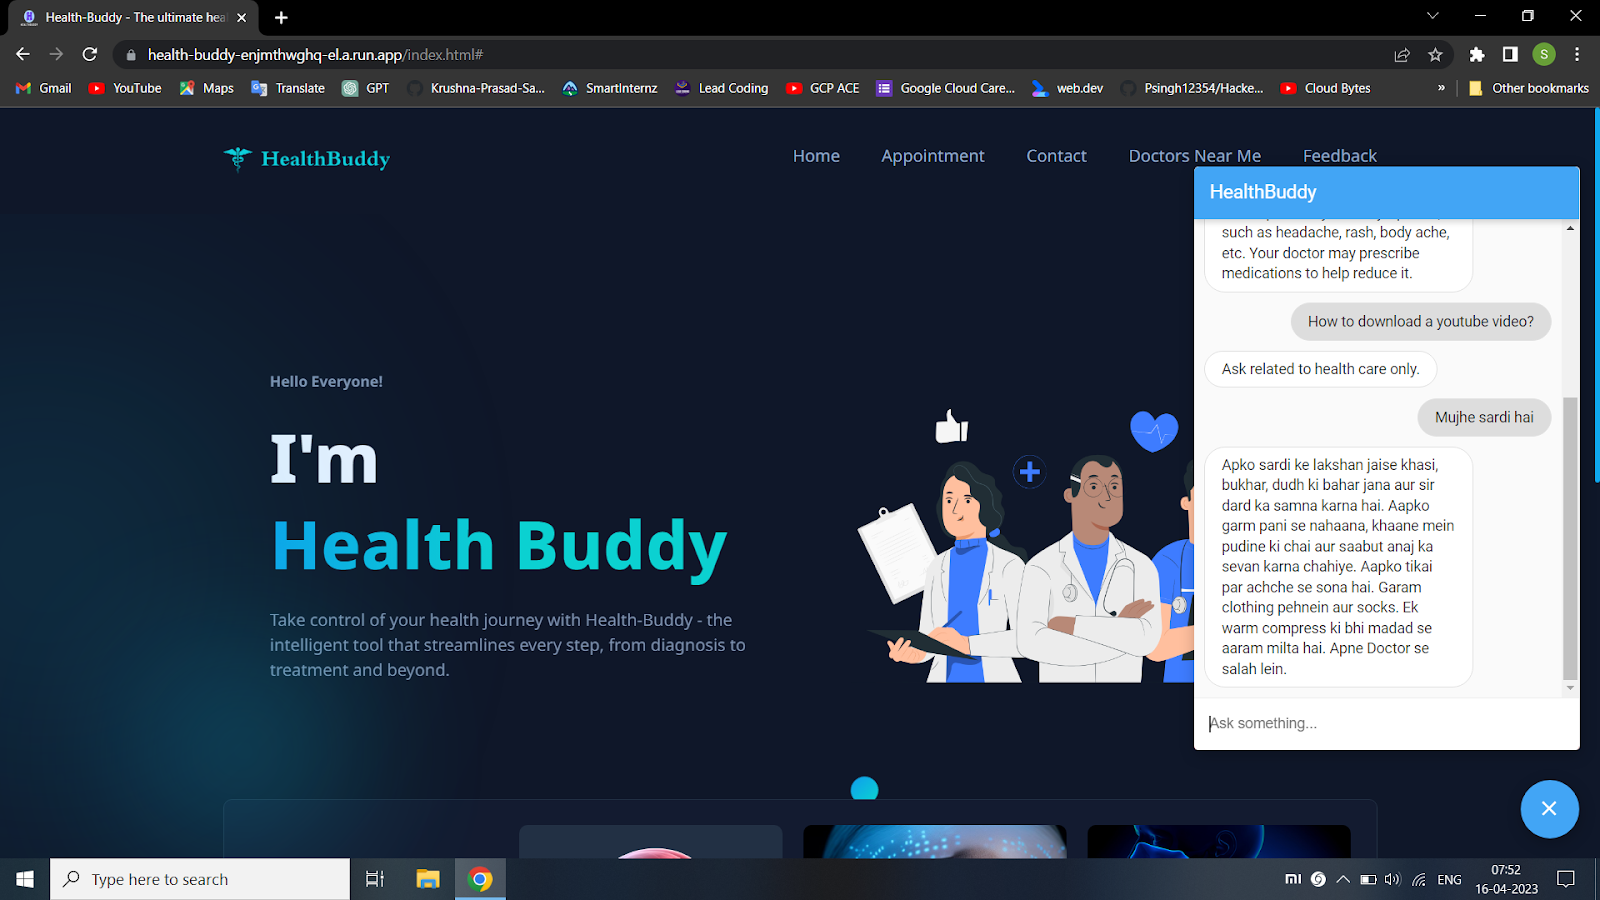 Health-Buddy - The ultimate hea
health-buddy-enjmthwghq-el.a.run.app/index.html#
S
Gmail
YouTube
Maps
Translate
GPT
Krushna-Prasad-Sa...
SmartInternz
Lead Coding
GCP ACE
Google Cloud Care...
web.dev
Psingh12354/Hacke...
Cloud Bytes
»
Other bookmarks
HealthBuddy
Home
Appointment
Contact
Doctors Near Me
Feedback
Hello Everyone!
I'm
Health Buddy
Take control of your health journey with Health-Buddy - the
intelligent tool that streamlines every step, from diagnosis to
treatment and beyond.
HealthBuddy
such as headache, rash, body ache,
etc. Your doctor may prescribe
medications to help reduce it.
How to download a youtube video?
Ask related to health care only.
Mujhe sardi hai
Apko sardi ke lakshan jaise khasi,
bukhar, dudh ki bahar jana aur sir
dard ka samna karna hai. Aapko
garm pani se nahaana, khaane mein
pudine ki chai aur saabut anaj ka
sevan karna chahiye. Aapko tikai
par achche se sona hai. Garam
clothing pehnein aur socks. Ek
warm compress ki bhi madad se
aaram milta hai. Apne Doctor se
salah lein.
Ask something...
Type here to search
ENG
07:52
16-04-2023